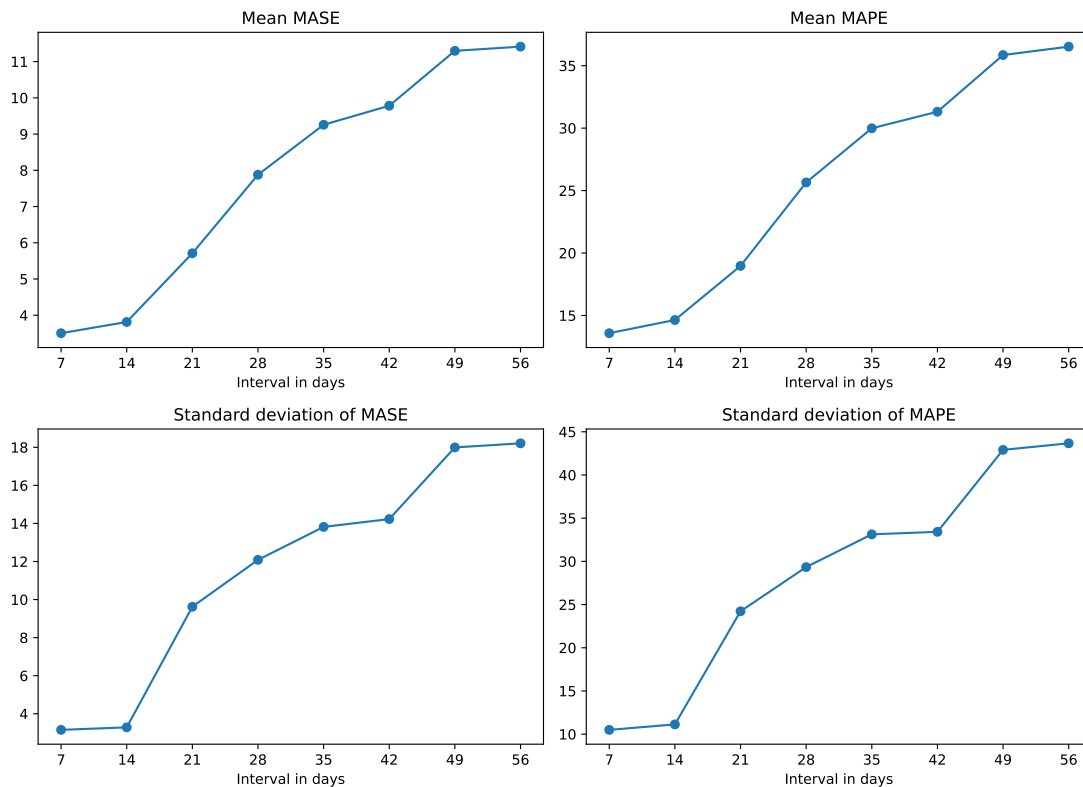 Mean MASE
11
10
9
8
7
6
5
4
7 14 21 28 35 42 49 56
Interval in days
Mean MAPE
35
30
25
20
15
7 14 21 28 35 42 49 56
Interval in days
Standard deviation of MASE
18
16
14
12
10
8
6
4
7 14 21 28 35 42 49 56
Interval in days
Standard deviation of MAPE
45
40
35
30
25
20
15
10
7 14 21 28 35 42 49 56
Interval in days